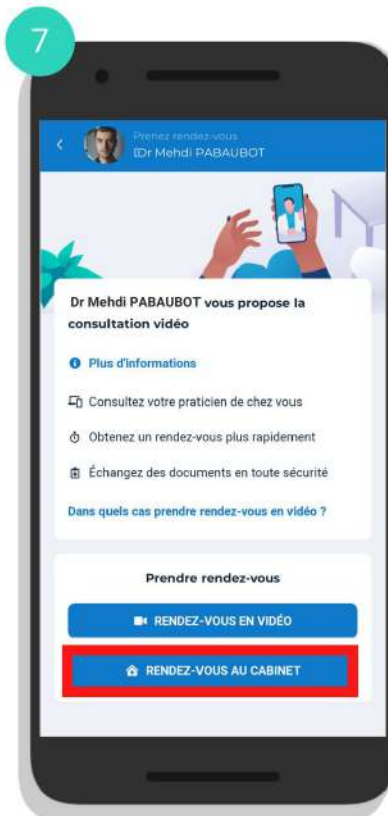 7
Prenez rendez-vous
Dr Mehdi PABAUBOT
Dr Mehdi PABAUBOT vous propose la
consultation vidéo
Plus d'informations
Consultez votre praticien de chez vous
Obtenez un rendez-vous plus rapidement
Échangez des documents en toute sécurité
Dans quels cas prendre rendez-vous en vidéo ?
Prendre rendez-vous
RENDEZ-VOUS EN VIDÉO
RENDEZ-VOUS AU CABINET